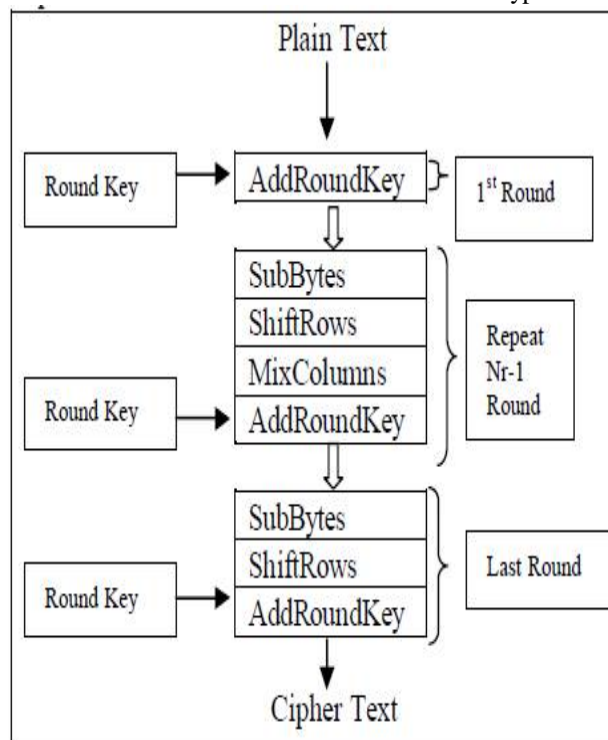 Plain Text
Round Key
AddRoundKey
1st Round
SubBytes
ShiftRows
MixColumns
AddRoundKey
Round Key
Repeat
Nr-1
Round
SubBytes
ShiftRows
AddRoundKey
Round Key
Last Round
Cipher Text